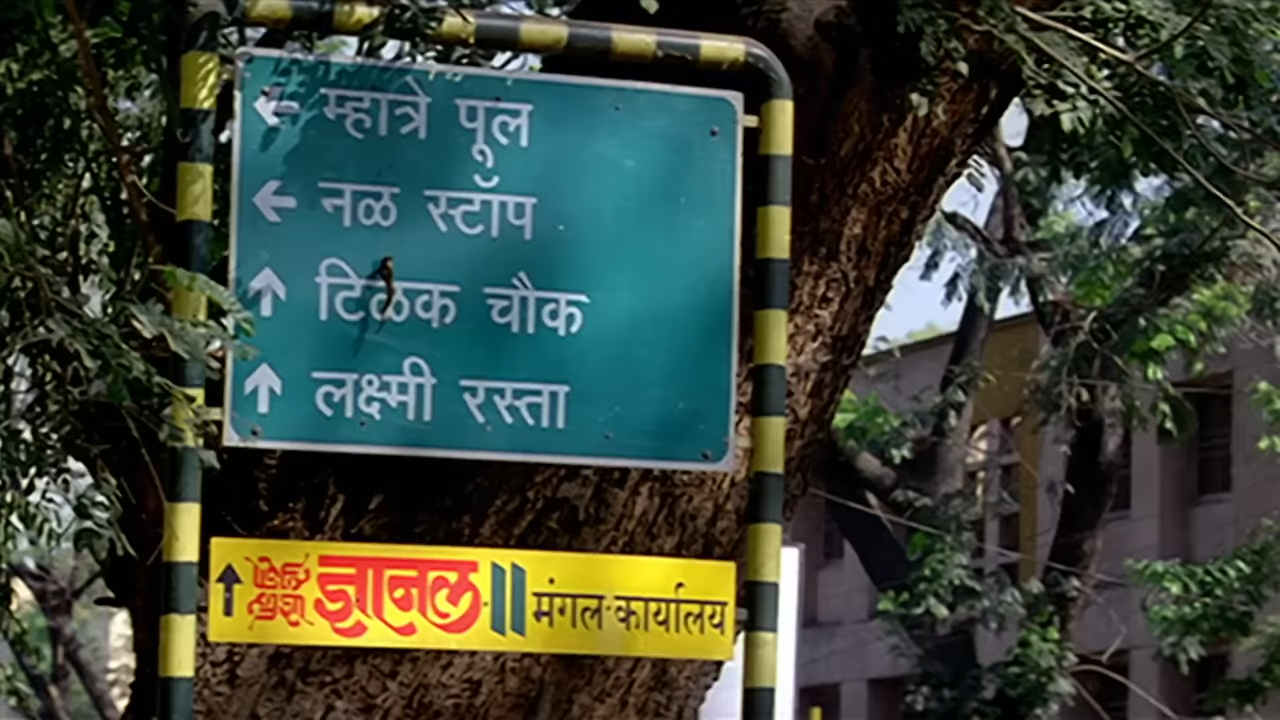 ← म्हात्रे पूल
← नळ स्टॉप
↑ टिळक चौक
↑ लक्ष्मी रस्ता
↑ ज्ञानल ॥ मंगल कार्यालय